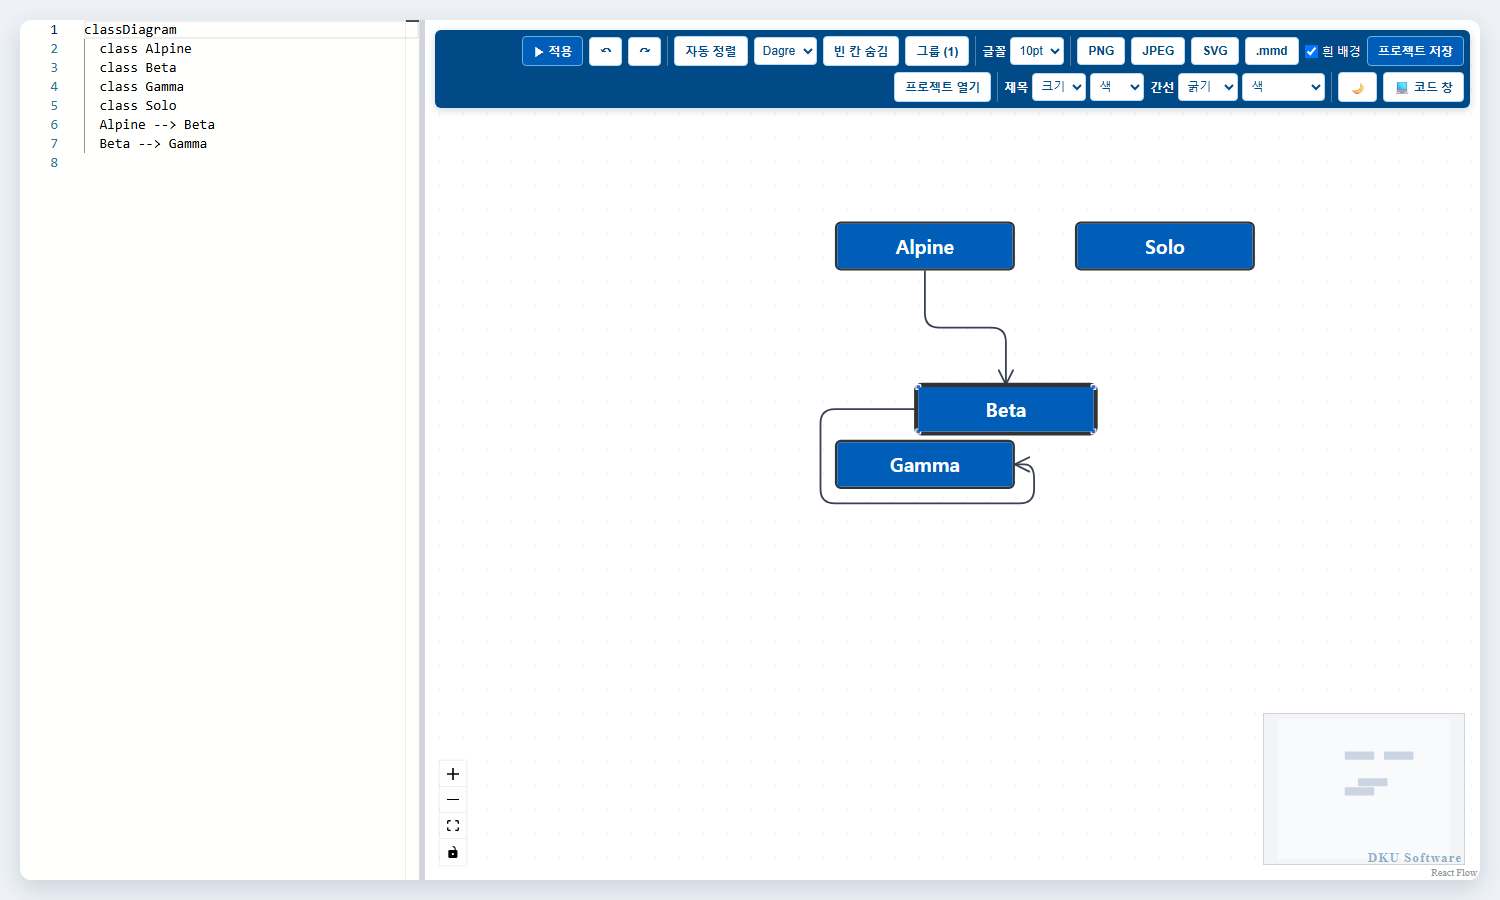 1 classDiagram
2 class Alpine
3 class Beta
4 class Gamma
5 class Solo
6 Alpine --> Beta
7 Beta --> Gamma
8
▶ 적용 자동 정렬 Dagre 빈 칸 숨김 그룹 (1) 글꼴 10pt PNG JPEG SVG .mmd 흰 배경 프로젝트 저장
프로젝트 열기 제목 크기 색 간선 굵기 색 코드 창
Alpine Solo
Beta
Gamma
DKU Software
React Flow